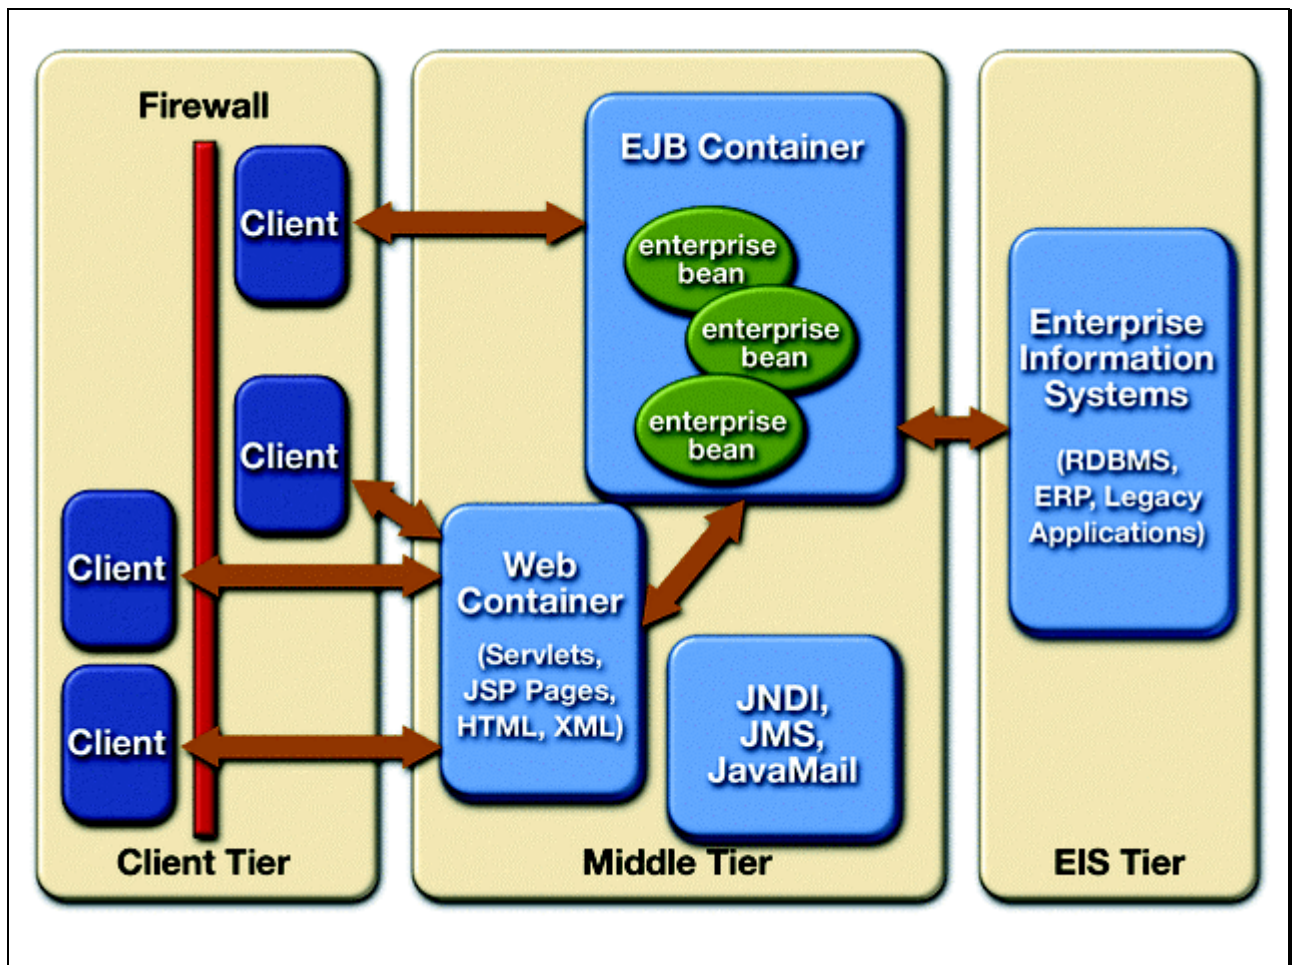 Firewall
Client
Client
Client
Client
Client Tier
EJB Container
enterprise
bean
enterprise
bean
enterprise
bean
Web
Container
(Servlets,
JSP Pages,
HTML, XML)
JNDI,
JMS,
JavaMail
Middle Tier
Enterprise
Information
Systems
(RDBMS,
ERP, Legacy
Applications)
EIS Tier